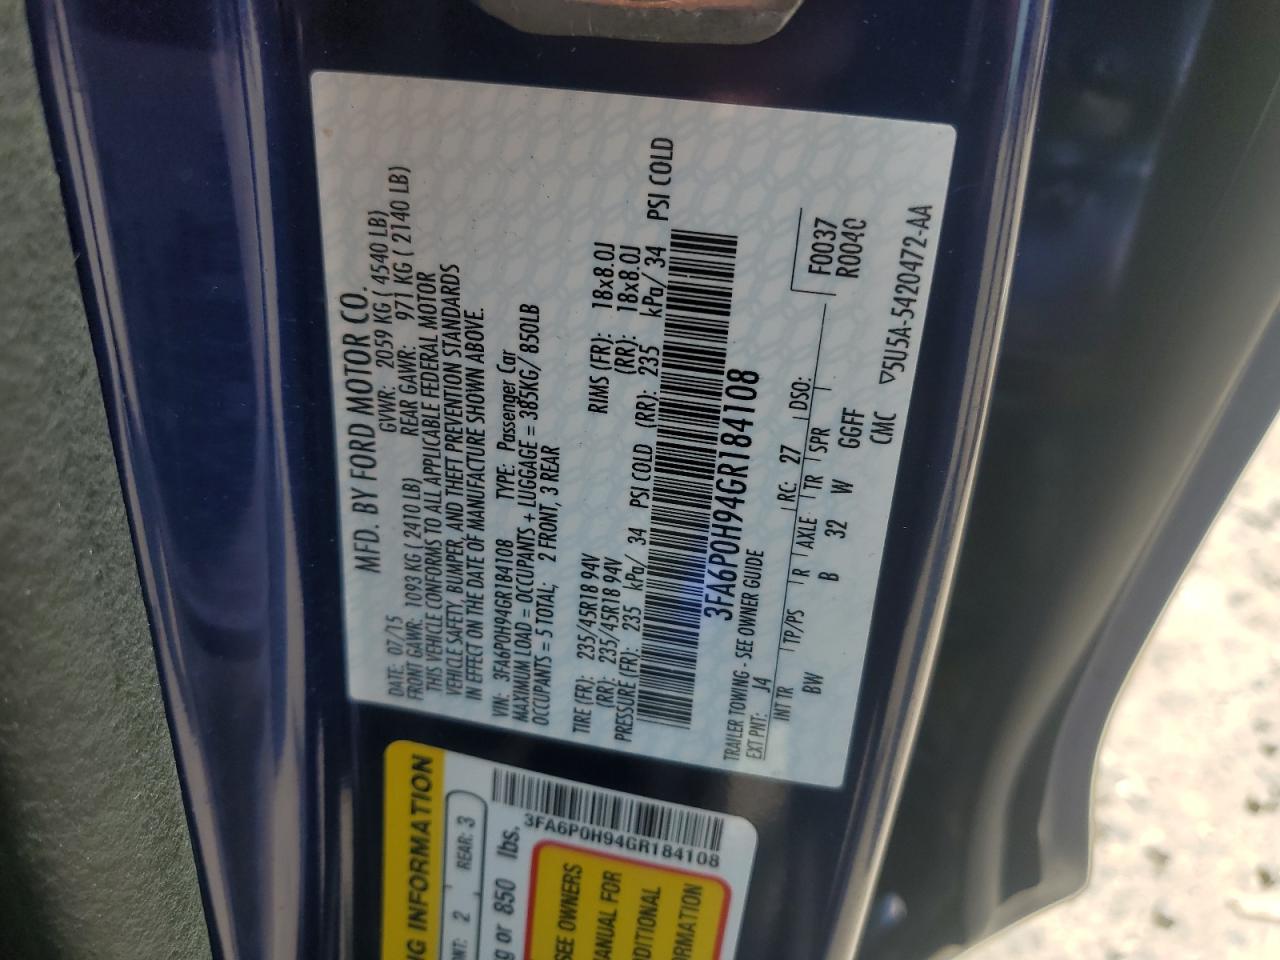 MFD. BY FORD MOTOR CO.
DATE: 07/15 GVWR: 2059 KG ( 4540 LB)
FRONT GAWR: 1093 KG ( 2410 LB) REAR GAWR: 971 KG ( 2140 LB)
THIS VEHICLE CONFORMS TO ALL APPLICABLE FEDERAL MOTOR
VEHICLE SAFETY, BUMPER, AND THEFT PREVENTION STANDARDS
IN EFFECT ON THE DATE OF MANUFACTURE SHOWN ABOVE.
VIN: 3FA6P0H94GR184108 TYPE: Passenger Car
MAXIMUM LOAD = OCCUPANTS + LUGGAGE = 385KG/ 850LB
OCCUPANTS = 5 TOTAL; 2 FRONT, 3 REAR
TIRE (FR): 235/45R18 94V RIMS (FR): 18x8.0J
(RR): 235/45R18 94V (RR): 18x8.0J
PRESSURE (FR): 235 kPa/ 34 PSI COLD (RR): 235 kPa/ 34 PSI COLD
3FA6P0H94GR184108
TRAILER TOWING - SEE OWNER GUIDE
EXT PNT: J4 RC: 27 DSO: F0037
INT TR TP/PS R AXLE TR SPR R004C
BW B 32 W GGFF
CMC ▽5U5A-5420472-AA
G INFORMATION
NT: 2 REAR: 3
g or 850 lbs.
3FA6P0H94GR184108
SEE OWNERS
ANUAL FOR
DITIONAL
ORMATION